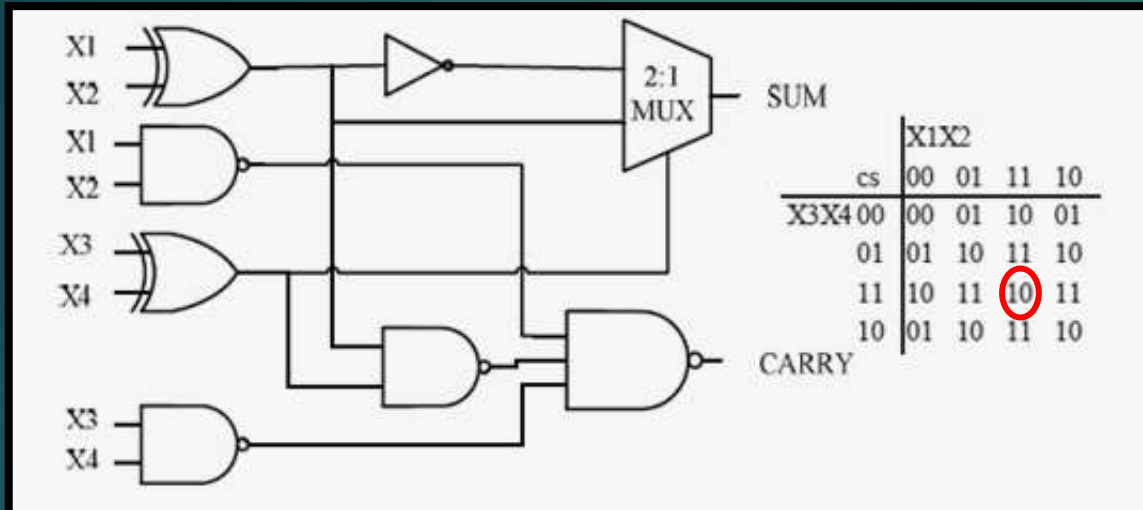 X1
X2
2:1
MUX
SUM
X1
X2
X1X2
cs 00 01 11 10
X3X4 00 00 01 10 01
01 01 10 11 10
11 10 11 10 11
10 01 10 11 10
X3
X4
CARRY
X3
X4